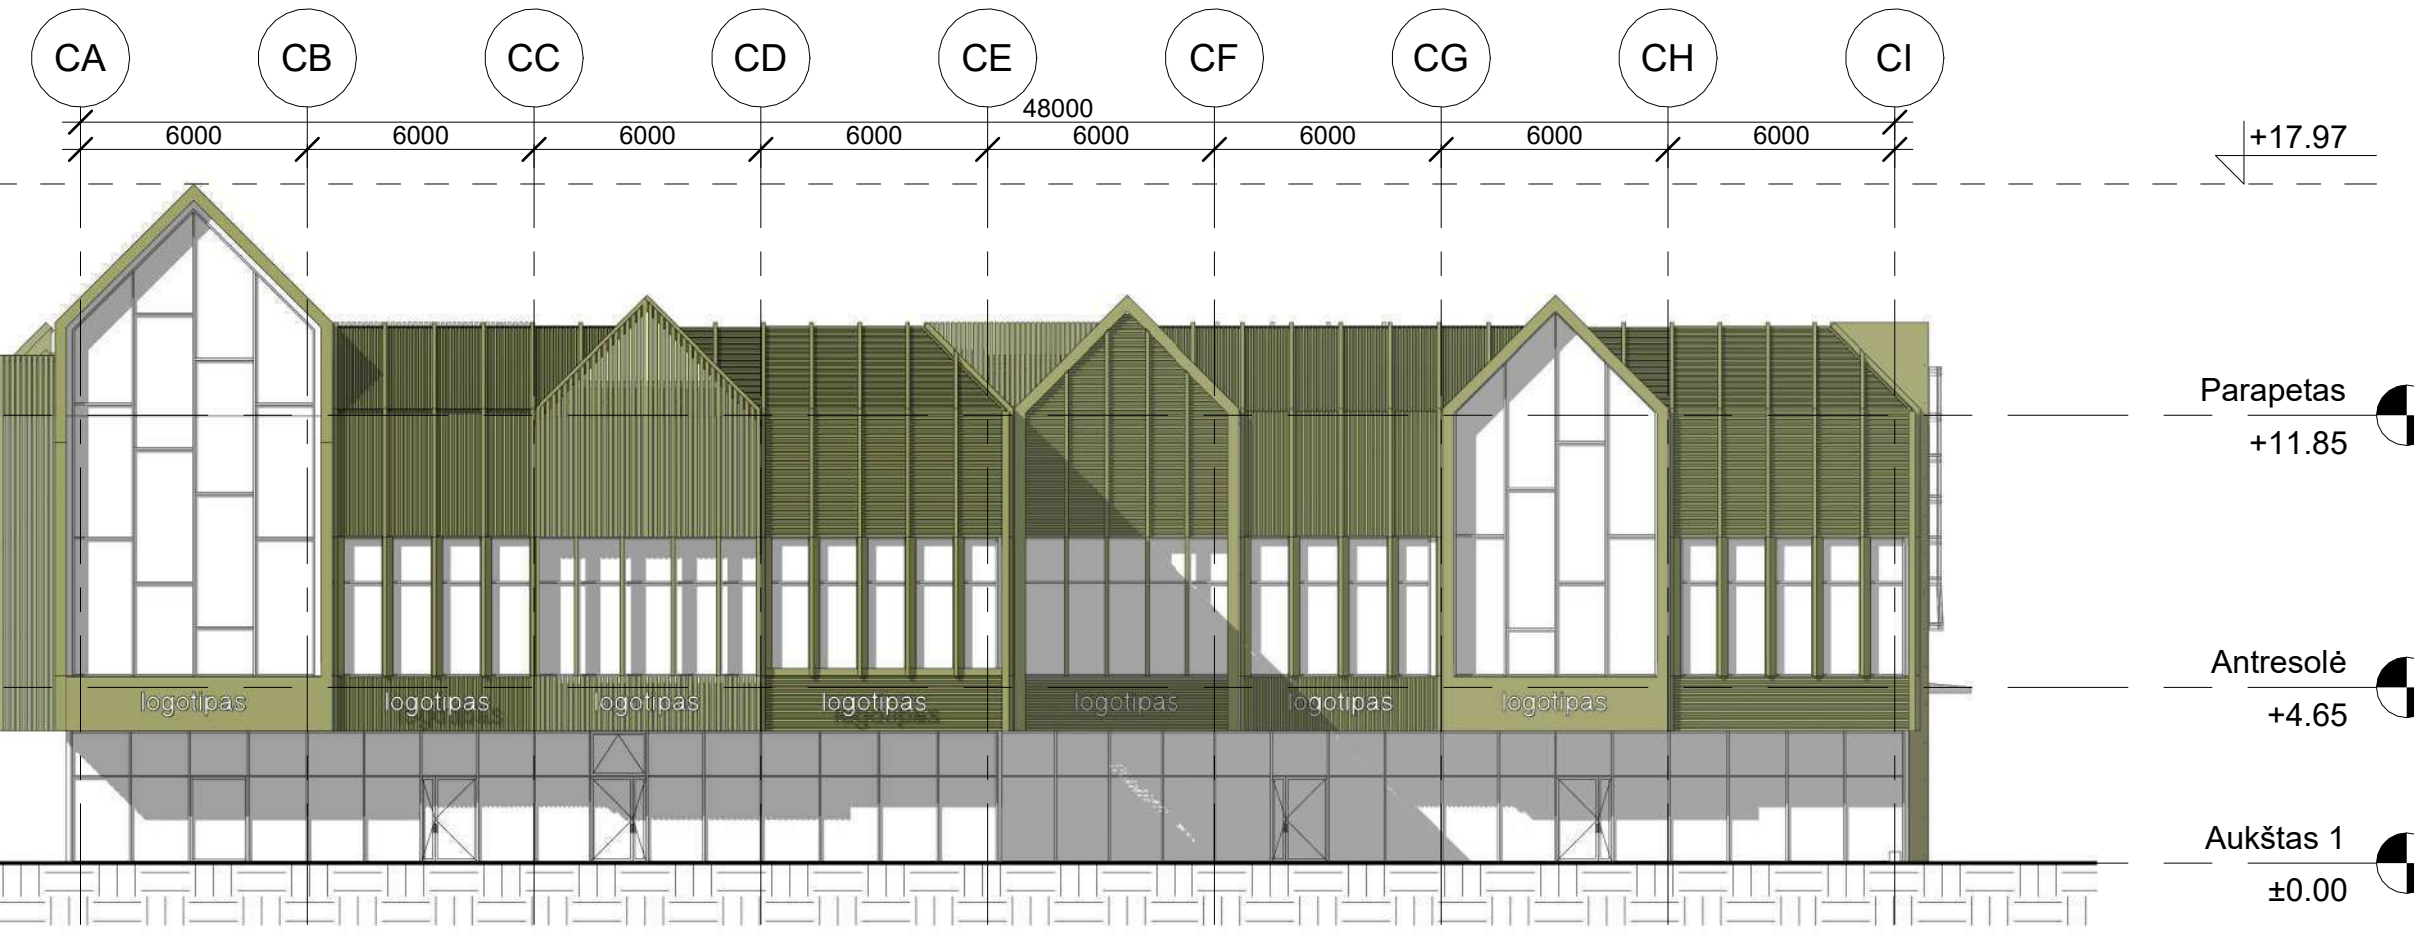 CA CB CC CD CE CF CG CH CI
48000
6000 6000 6000 6000 6000 6000 6000 6000
+17.97
Parapetas
+11.85
Antresolė
+4.65
logotipas logotipas logotipas logotipas logotipas logotipas logotipas
Aukštas 1
±0.00